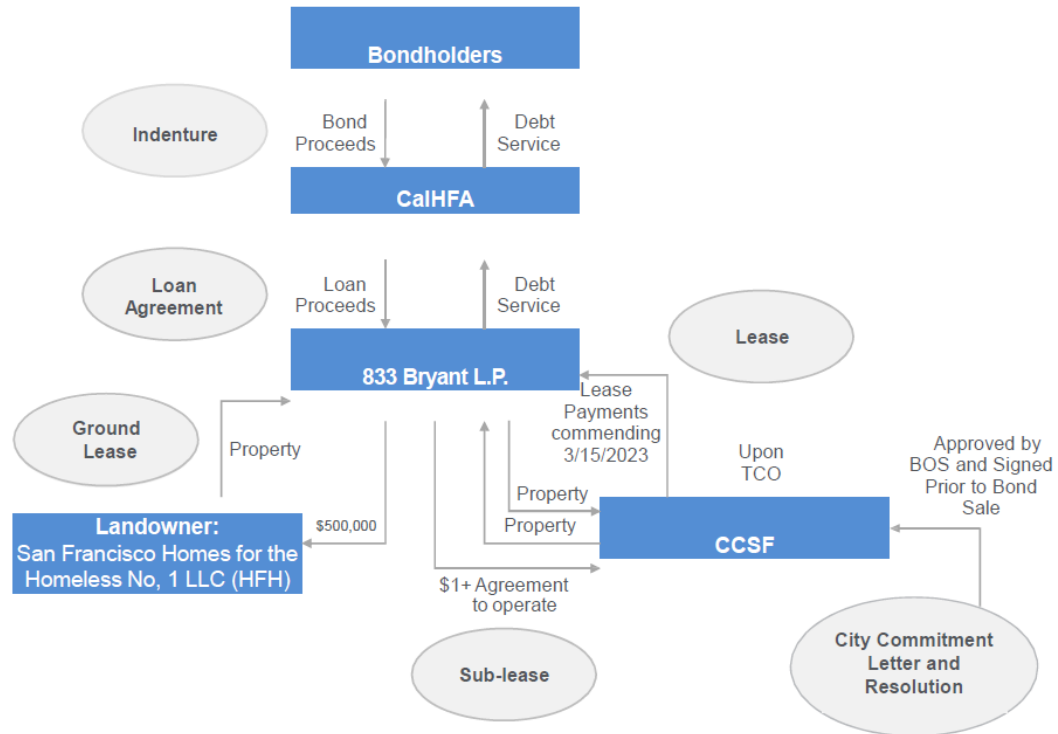 Bondholders
Indenture
Bond
Proceeds
Debt
Service
CalHFA
Loan
Agreement
Loan
Proceeds
Debt
Service
Lease
833 Bryant L.P.
Ground
Lease
Property
Lease
Payments
commending
3/15/2023
Upon
TCO
Approved by
BOS and Signed
Prior to Bond
Sale
Landowner:
San Francisco Homes for the
Homeless No, 1 LLC (HFH)
$500,000
Property
Property
CCSF
$1+ Agreement
to operate
Sub-lease
City Commitment
Letter and
Resolution